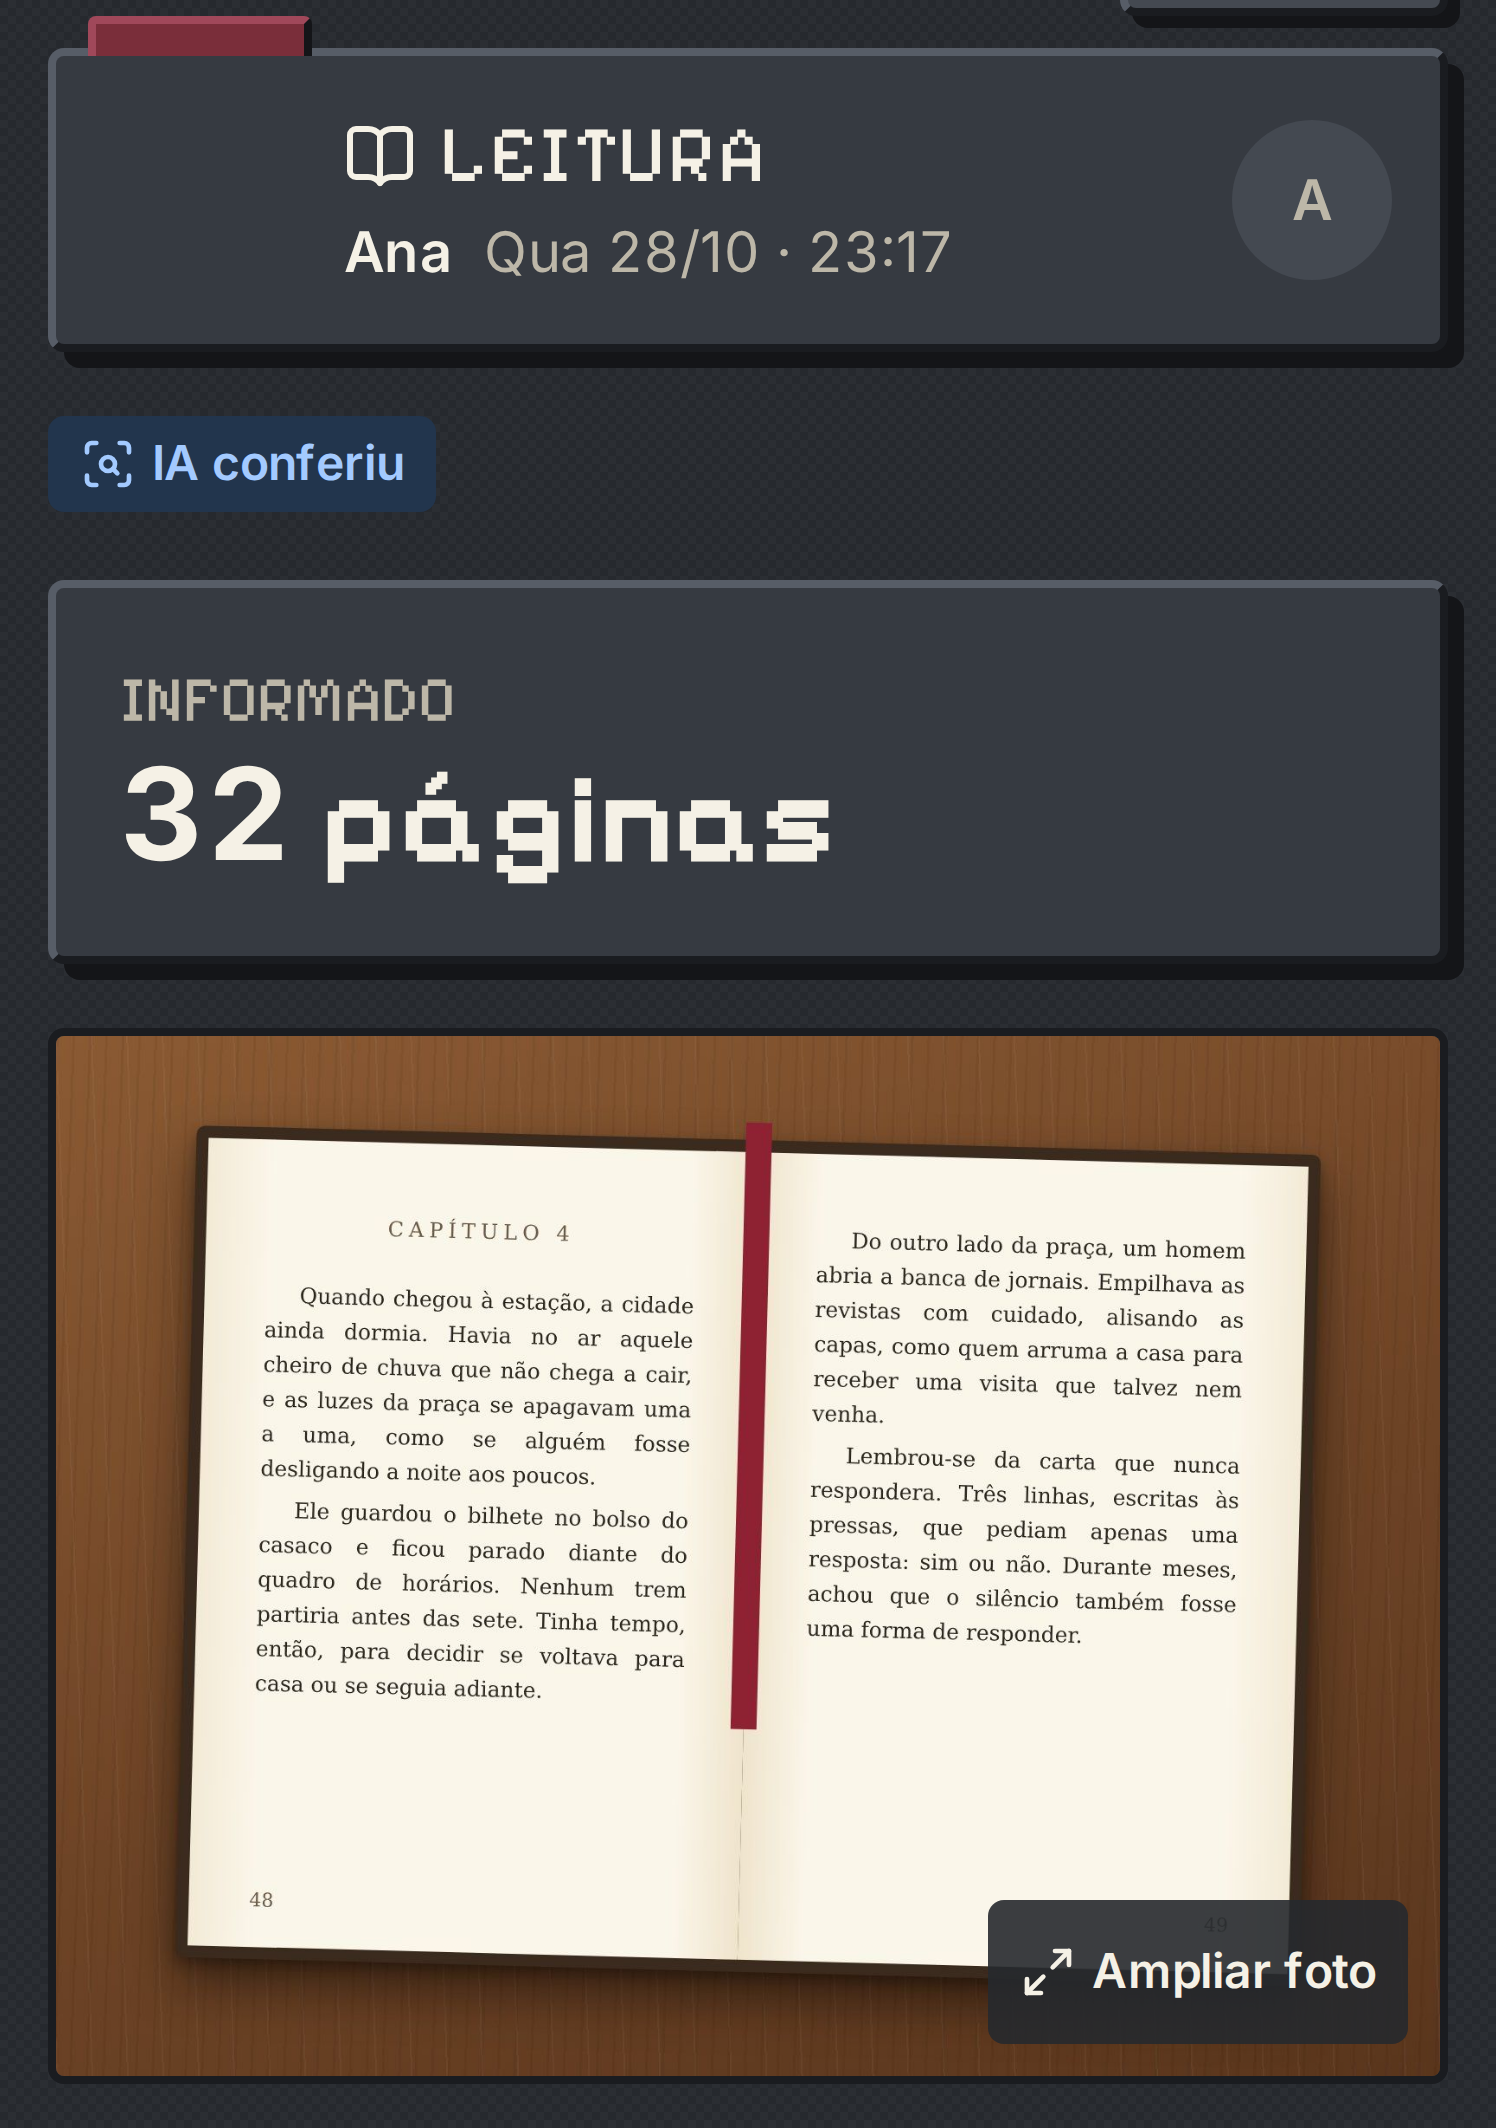 LEITURA
Ana Qua 28/10 · 23:17
A
IA conferiu
INFORMADO
32 páginas
CAPÍTULO 4
Quando chegou à estação, a cidade
ainda dormia. Havia no ar aquele
cheiro de chuva que não chega a cair,
e as luzes da praça se apagavam uma
a uma, como se alguém fosse
desligando a noite aos poucos.
Ele guardou o bilhete no bolso do
casaco e ficou parado diante do
quadro de horários. Nenhum trem
partiria antes das sete. Tinha tempo,
então, para decidir se voltava para
casa ou se seguia adiante.
48
Do outro lado da praça, um homem
abria a banca de jornais. Empilhava as
revistas com cuidado, alisando as
capas, como quem arruma a casa para
receber uma visita que talvez nem
venha.
Lembrou-se da carta que nunca
respondera. Três linhas, escritas às
pressas, que pediam apenas uma
resposta: sim ou não. Durante meses,
achou que o silêncio também fosse
uma forma de responder.
49
Ampliar foto